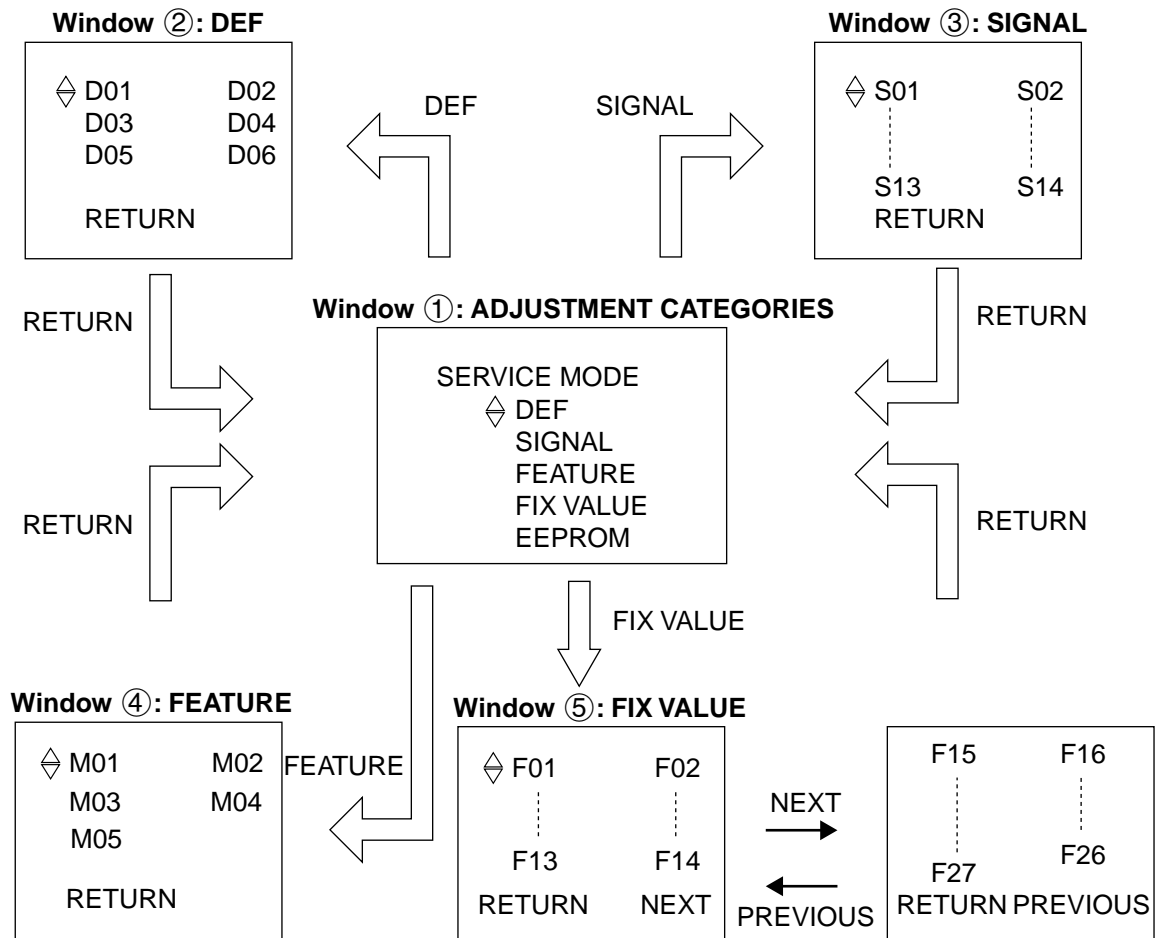 Window ②: DEF
D01 D02
D03 D04
D05 D06
RETURN
DEF
SIGNAL
Window ③: SIGNAL
S01 S02
S13 S14
RETURN
RETURN
RETURN
Window ①: ADJUSTMENT CATEGORIES
SERVICE MODE
DEF
SIGNAL
FEATURE
FIX VALUE
EEPROM
RETURN
RETURN
FIX VALUE
Window ④: FEATURE
M01 M02
M03 M04
M05
RETURN
FEATURE
Window ⑤: FIX VALUE
F01 F02
F13 F14
RETURN NEXT
NEXT
PREVIOUS
F15 F16
F27 F26
RETURN PREVIOUS